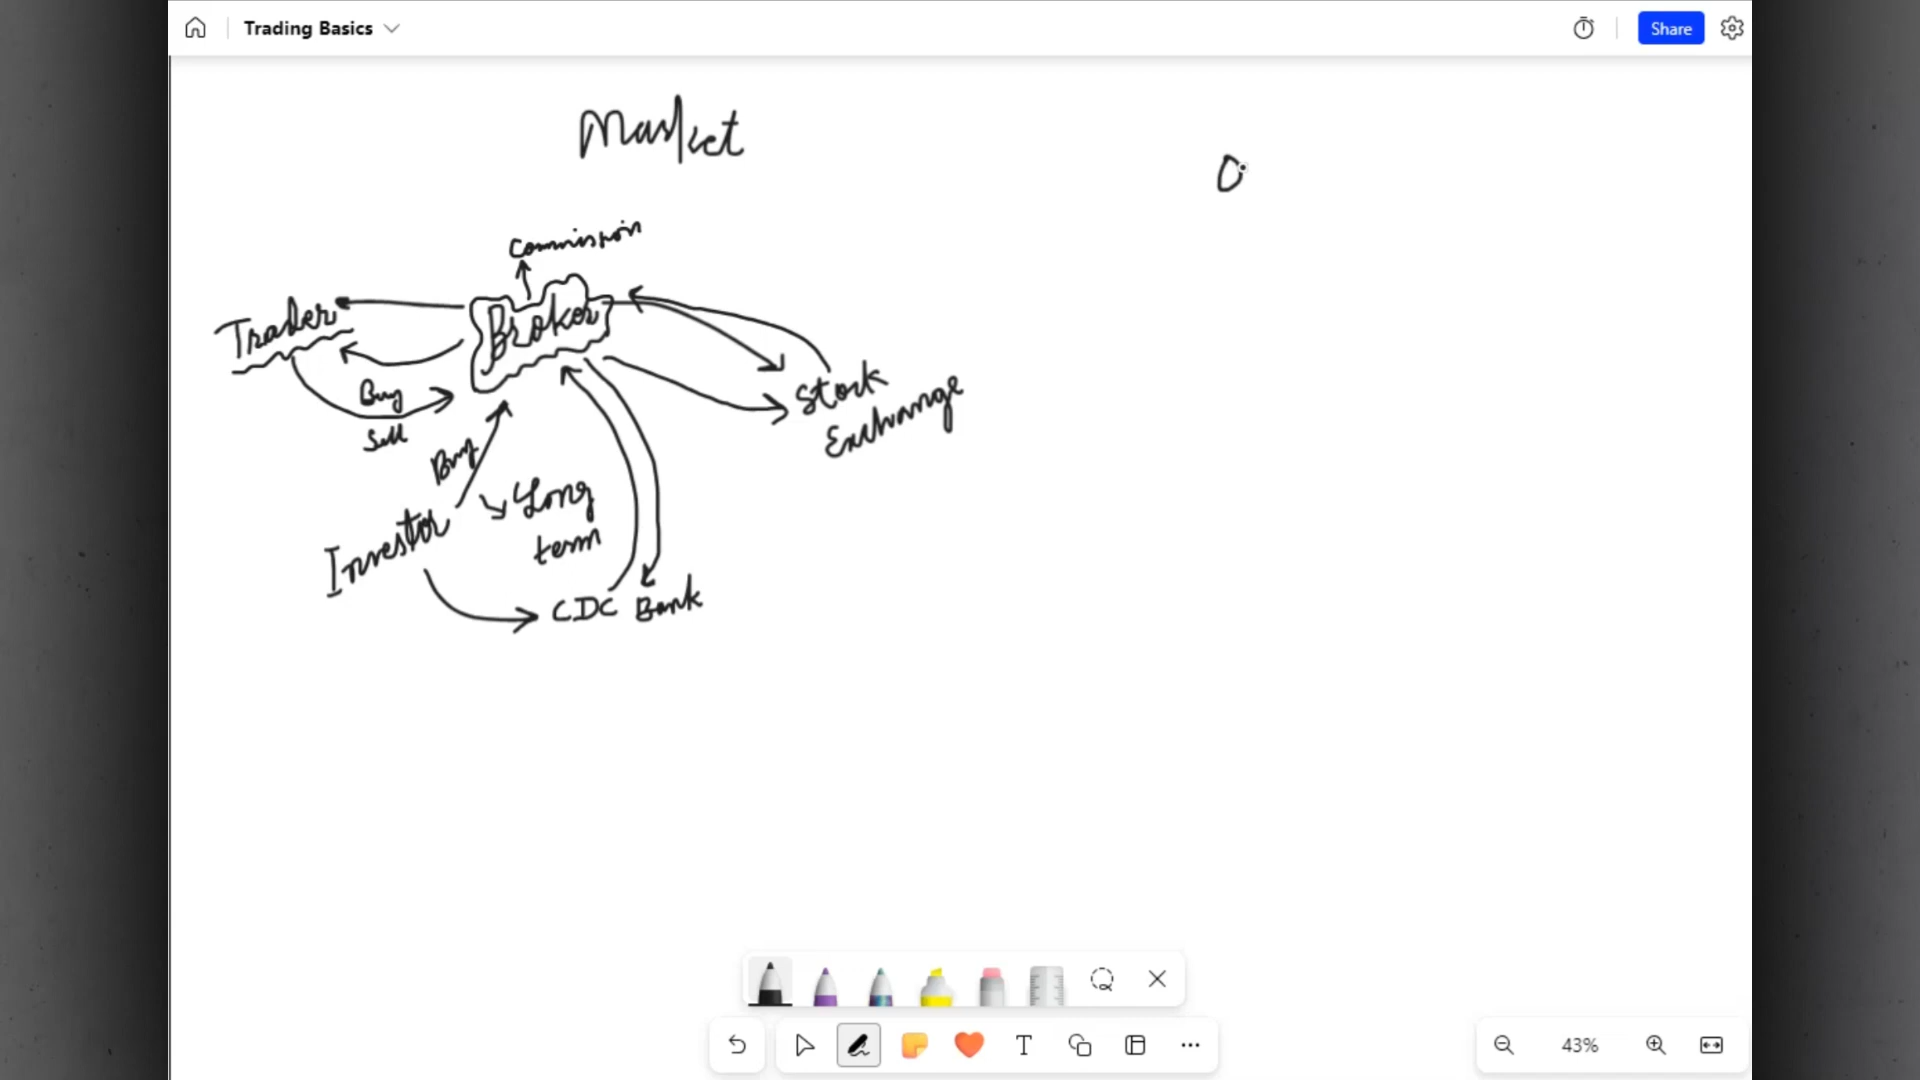 Trading Basics
Share
Market
Commission
Trader
Broker
Buy
Sell
Stock
Exchange
Buy
Long
term
Investor
CDC Bank
43%